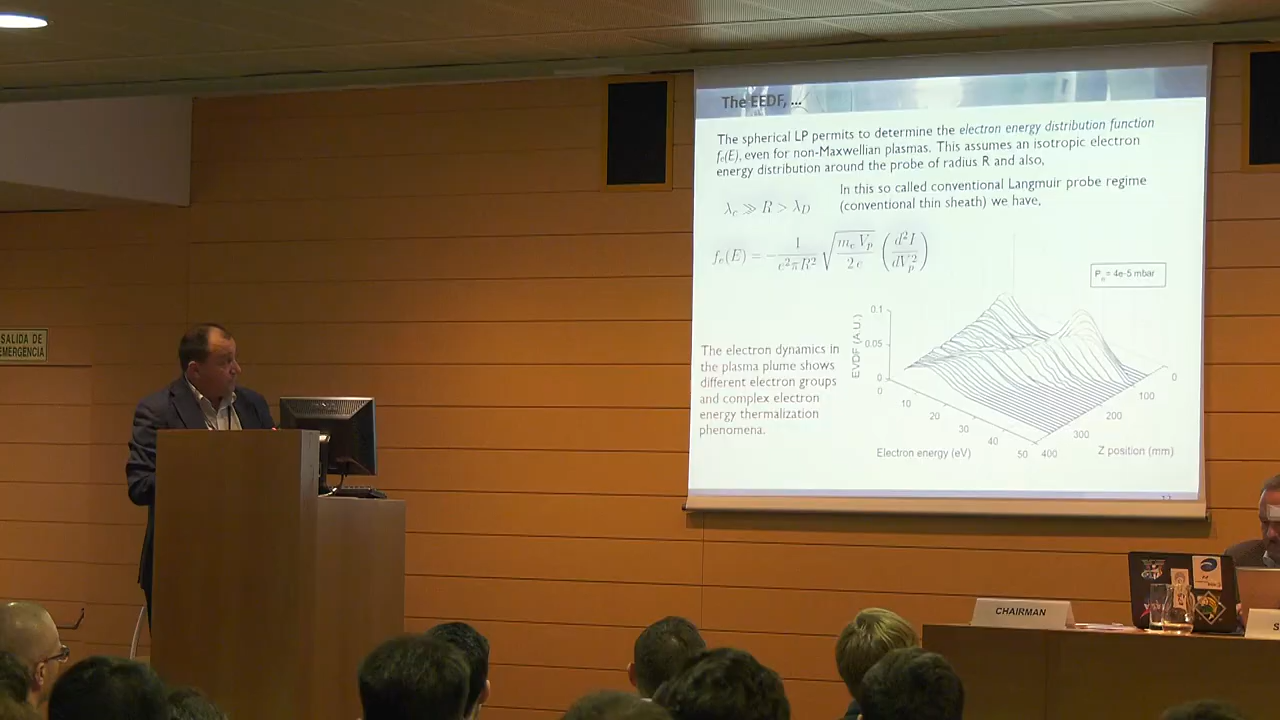 The EEDF, ...
The spherical LP permits to determine the electron energy distribution function
fₑ(E), even for non-Maxwellian plasmas. This assumes an isotropic electron
energy distribution around the probe of radius R and also,
In this so called conventional Langmuir probe regime
λₑ ≫ R > λ_D (conventional thin sheath) we have,
fₑ(E) = - 1/(e²πR²) √(mₑ Vₚ / 2 e) (d²I / dVₚ²)
P = 4e-5 mbar
EVDF (A.U.)
0.1
0.05
0
0
10
20
30
40
50
400
300
200
100
0
Electron energy (eV)
Z position (mm)
The electron dynamics in
the plasma plume shows
different electron groups
and complex electron
energy thermalization
phenomena.
SALIDA DE
EMERGENCIA
CHAIRMAN
S